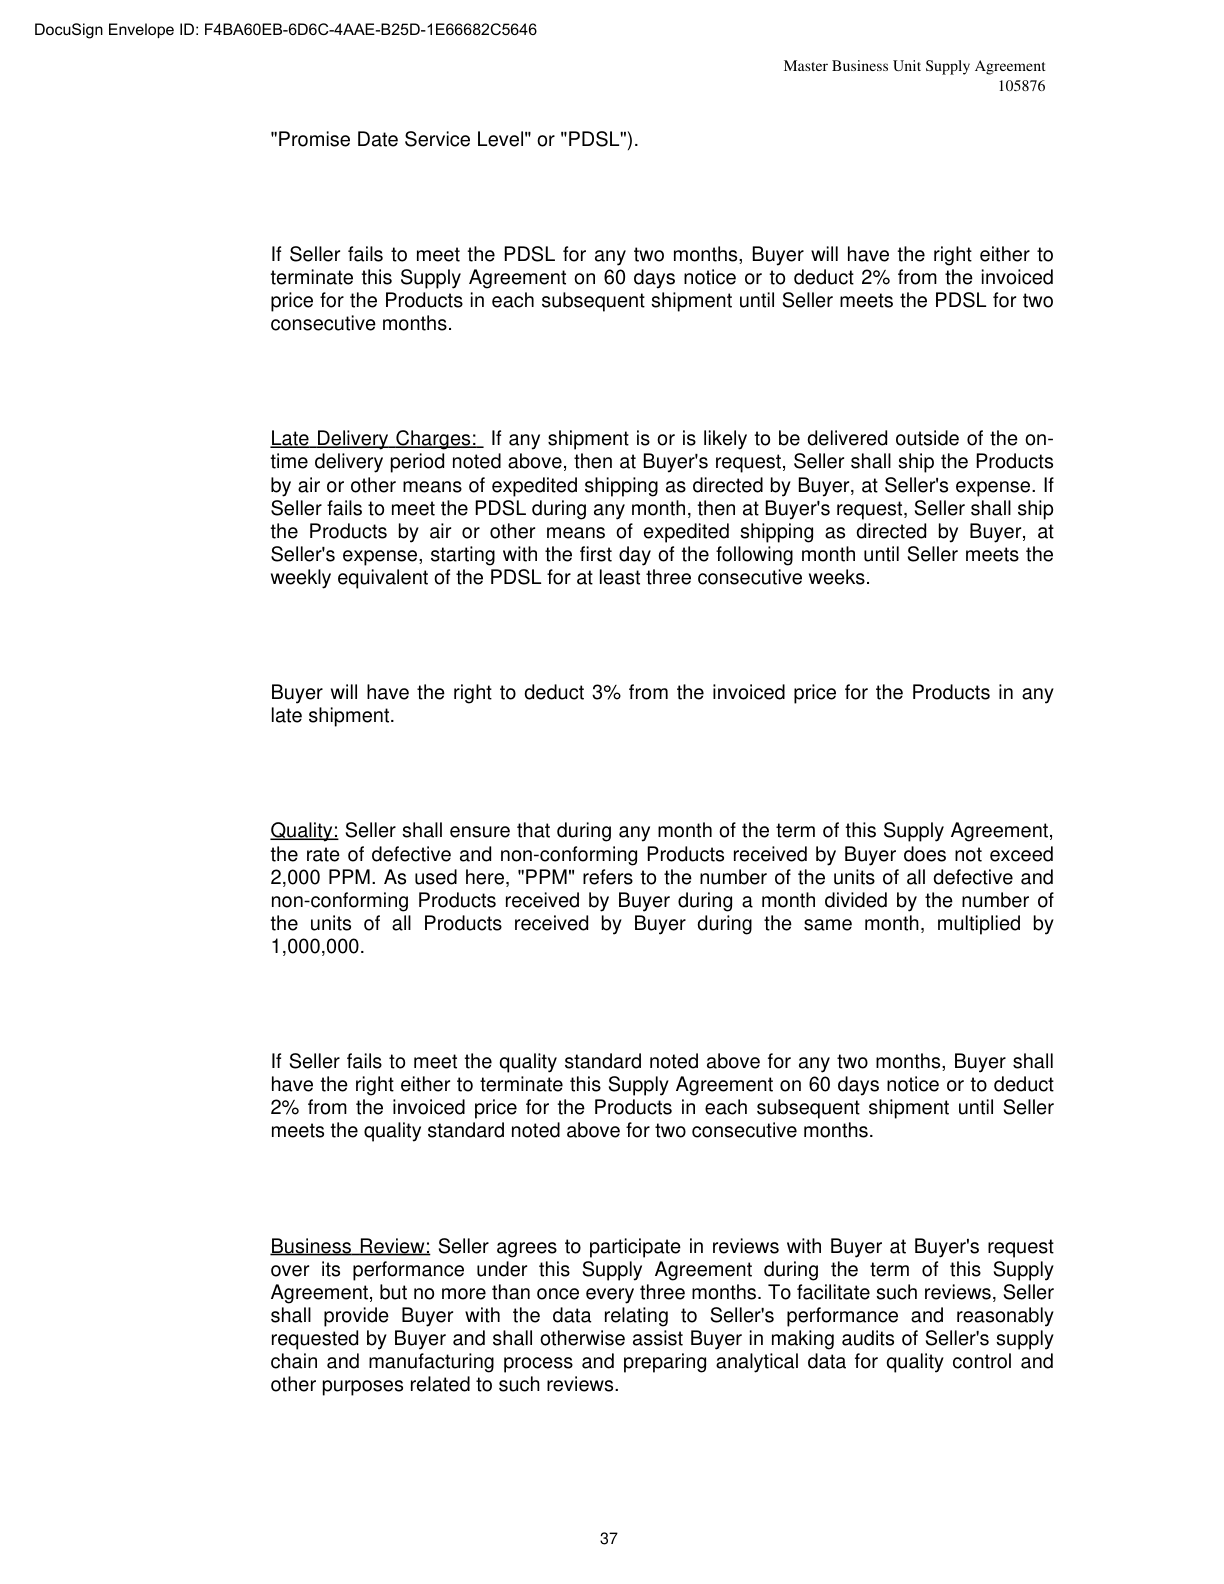 DocuSign Envelope ID: F4BA60EB-6D6C-4AAE-B25D-1E66682C5646
Master Business Unit Supply Agreement
105876
"Promise Date Service Level" or "PDSL").
If Seller fails to meet the PDSL for any two months, Buyer will have the right either to
terminate this Supply Agreement on 60 days notice or to deduct 2% from the invoiced
price for the Products in each subsequent shipment until Seller meets the PDSL for two
consecutive months.
Late Delivery Charges: If any shipment is or is likely to be delivered outside of the on-
time delivery period noted above, then at Buyer's request, Seller shall ship the Products
by air or other means of expedited shipping as directed by Buyer, at Seller's expense. If
Seller fails to meet the PDSL during any month, then at Buyer's request, Seller shall ship
the Products by air or other means of expedited shipping as directed by Buyer, at
Seller's expense, starting with the first day of the following month until Seller meets the
weekly equivalent of the PDSL for at least three consecutive weeks.
Buyer will have the right to deduct 3% from the invoiced price for the Products in any
late shipment.
Quality: Seller shall ensure that during any month of the term of this Supply Agreement,
the rate of defective and non-conforming Products received by Buyer does not exceed
2,000 PPM. As used here, "PPM" refers to the number of the units of all defective and
non-conforming Products received by Buyer during a month divided by the number of
the units of all Products received by Buyer during the same month, multiplied by
1,000,000.
If Seller fails to meet the quality standard noted above for any two months, Buyer shall
have the right either to terminate this Supply Agreement on 60 days notice or to deduct
2% from the invoiced price for the Products in each subsequent shipment until Seller
meets the quality standard noted above for two consecutive months.
Business Review: Seller agrees to participate in reviews with Buyer at Buyer's request
over its performance under this Supply Agreement during the term of this Supply
Agreement, but no more than once every three months. To facilitate such reviews, Seller
shall provide Buyer with the data relating to Seller's performance and reasonably
requested by Buyer and shall otherwise assist Buyer in making audits of Seller's supply
chain and manufacturing process and preparing analytical data for quality control and
other purposes related to such reviews.
37